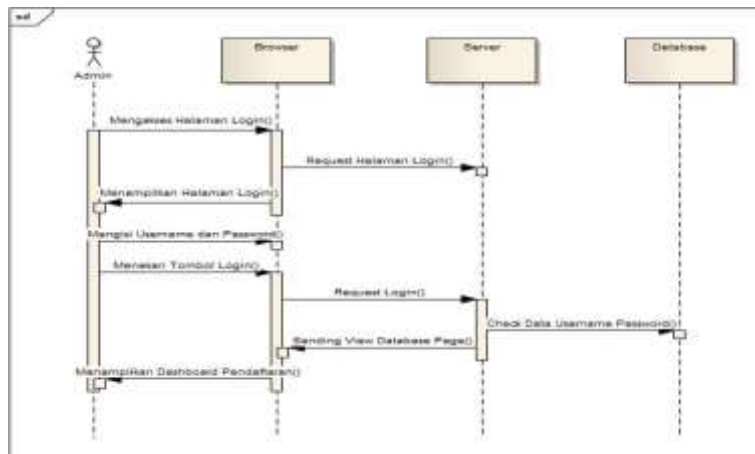 sd
Admin
Browser
Server
Database
Mengakses Halaman Login()
Request Halaman Login()
Menampilkan Halaman Login()
Mengisi Username dan Password()
Menekan Tombol Login()
Request Login()
Check Data Username Password()
Sending View Database Page()
Menampilkan Dashboard Pendaftaran()